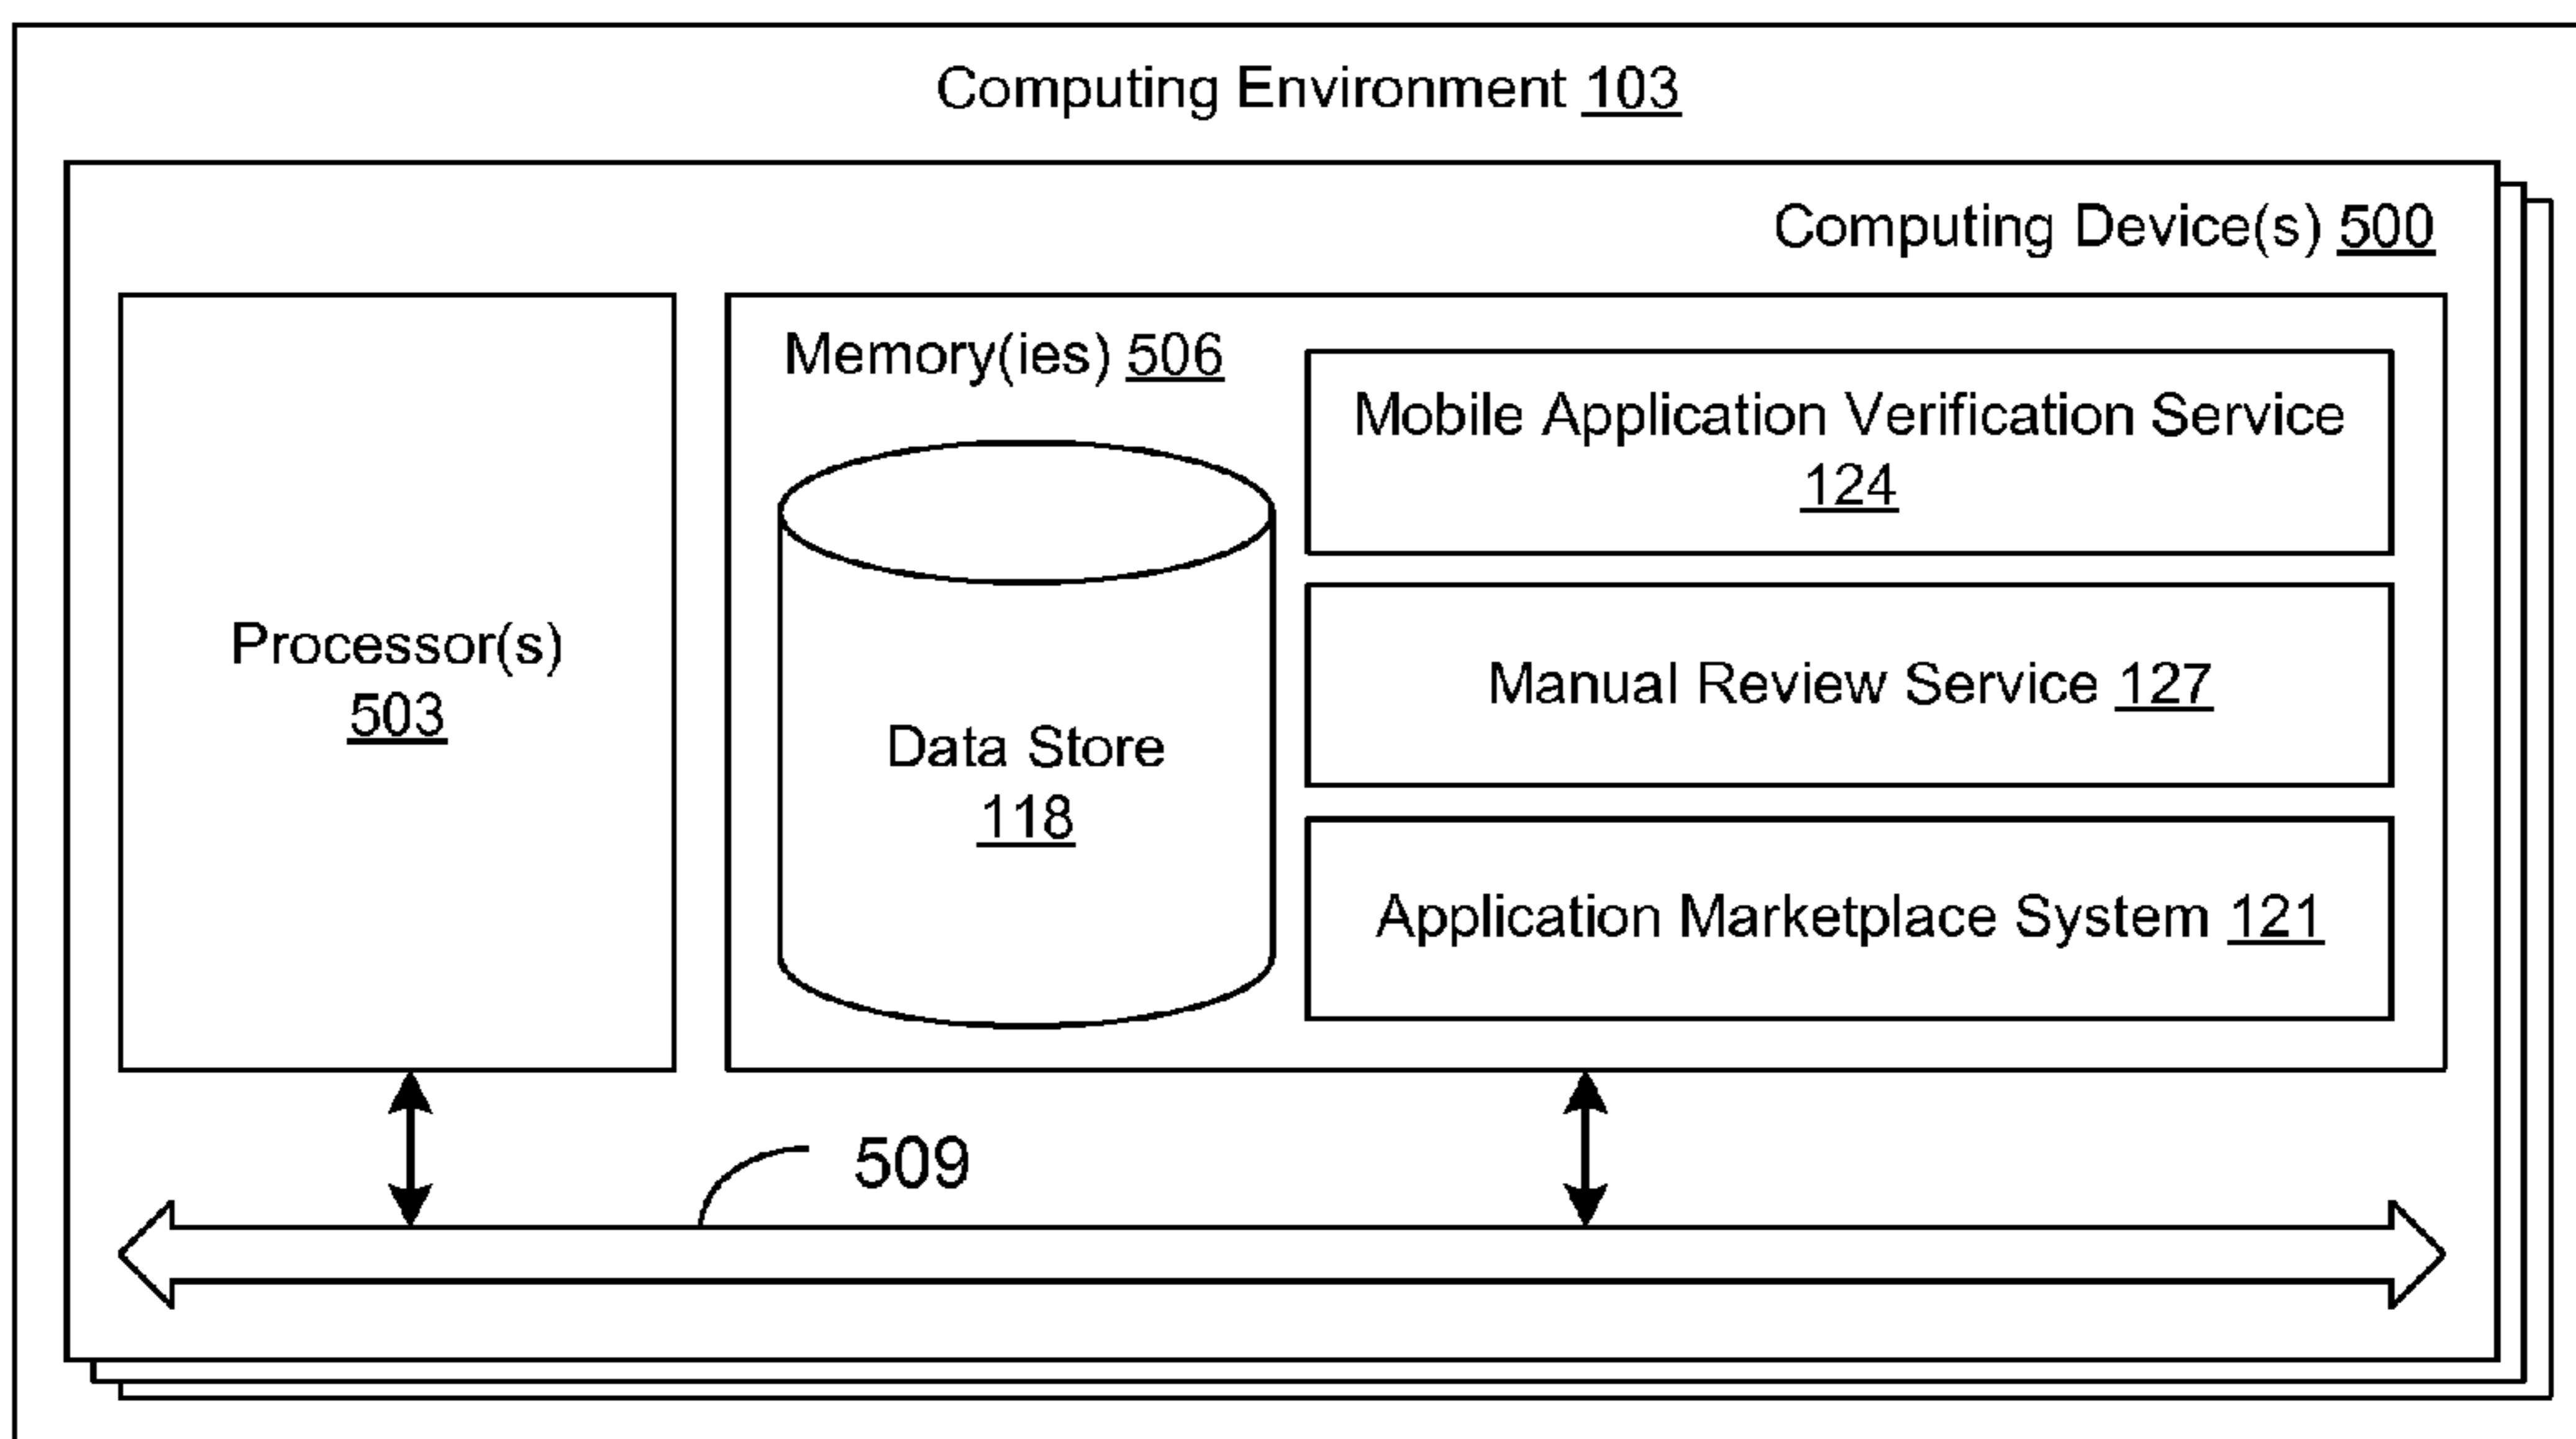 Computing Environment 103
Computing Device(s) 500
Processor(s)
503
Memory(ies) 506
Data Store
118
Mobile Application Verification Service
124
Manual Review Service 127
Application Marketplace System 121
509